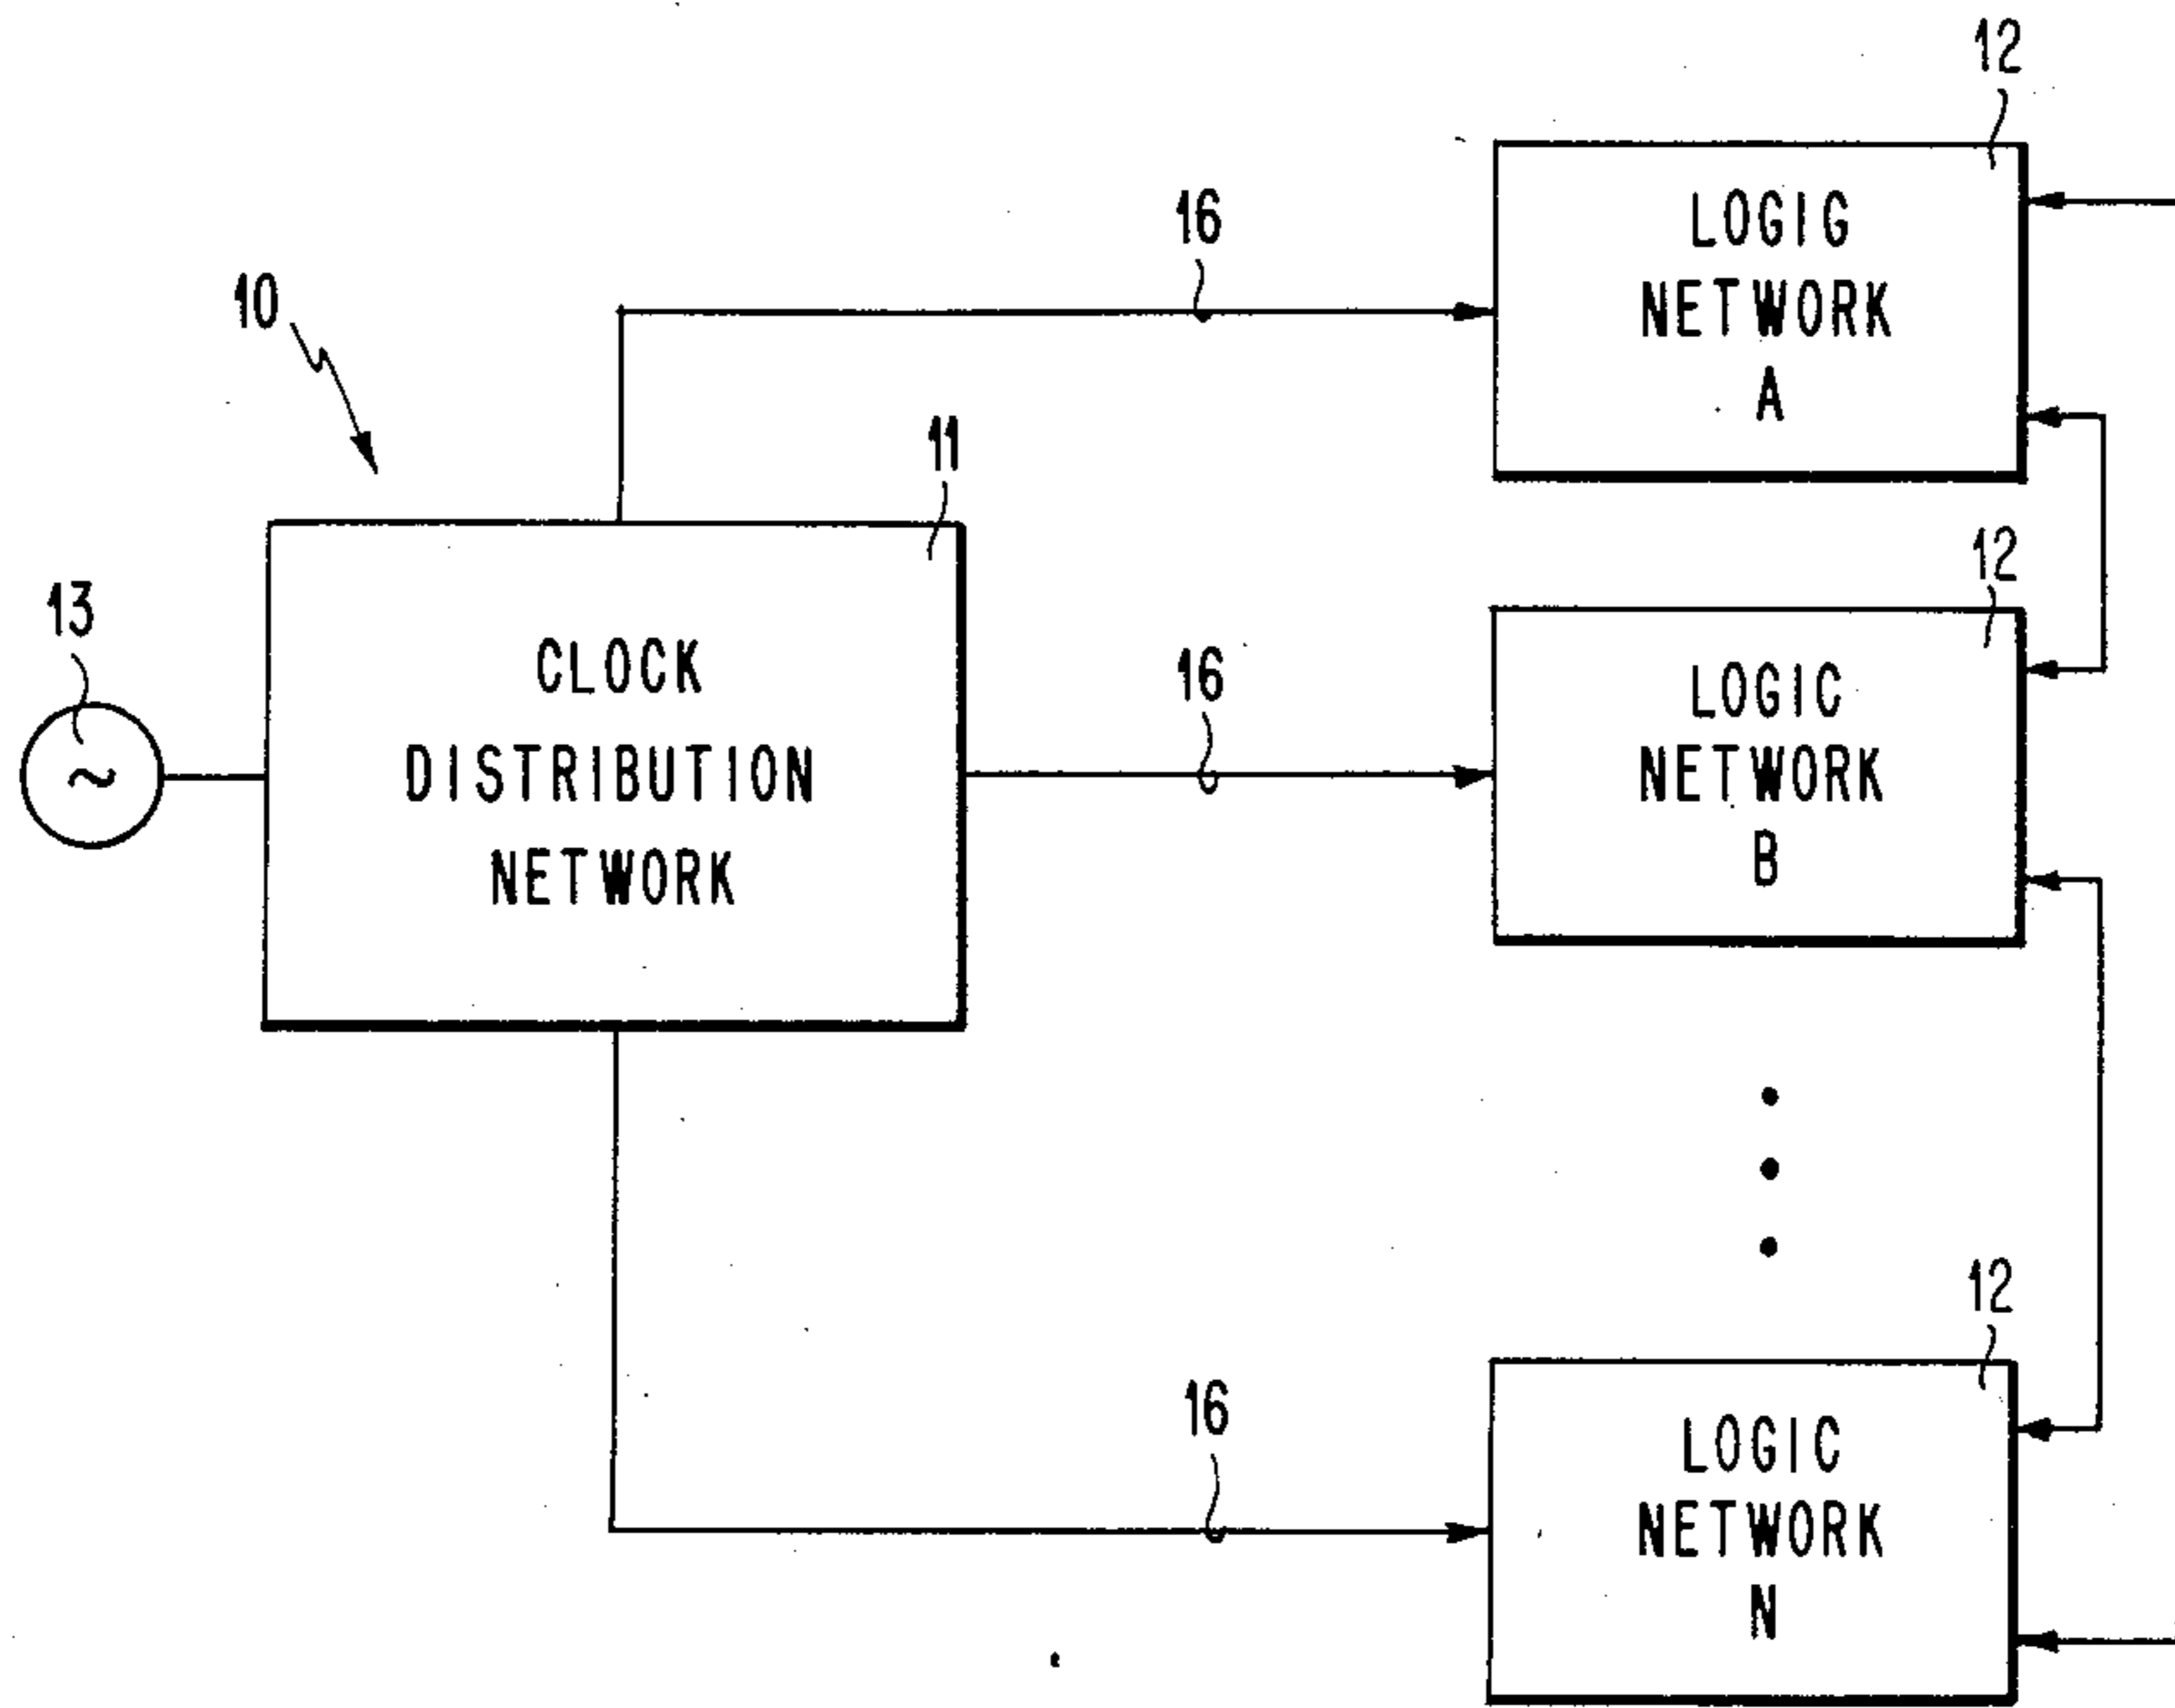 12
16
LOGIG
NETWORK
A
10
11
12
13
CLOCK
DISTRIBUTION
NETWORK
16
LOGIC
NETWORK
B
12
16
LOGIC
NETWORK
N